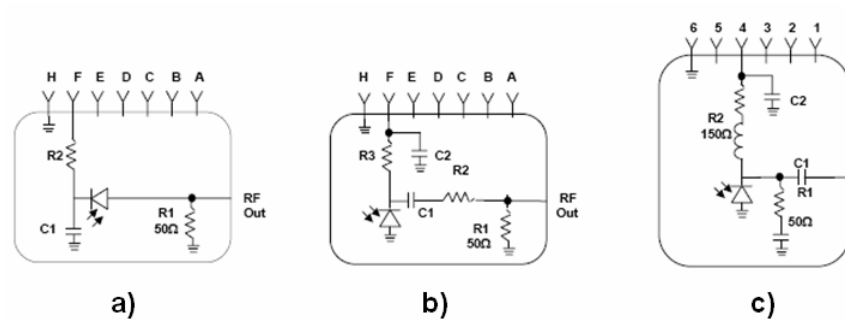 H F E D C B A
R2
C1
R1
50Ω
RF
Out
a)
H F E D C B A
R3
C2
R2
C1
R1
50Ω
RF
Out
b)
6 5 4 3 2 1
C2
R2
150Ω
C1
R1
50Ω
c)